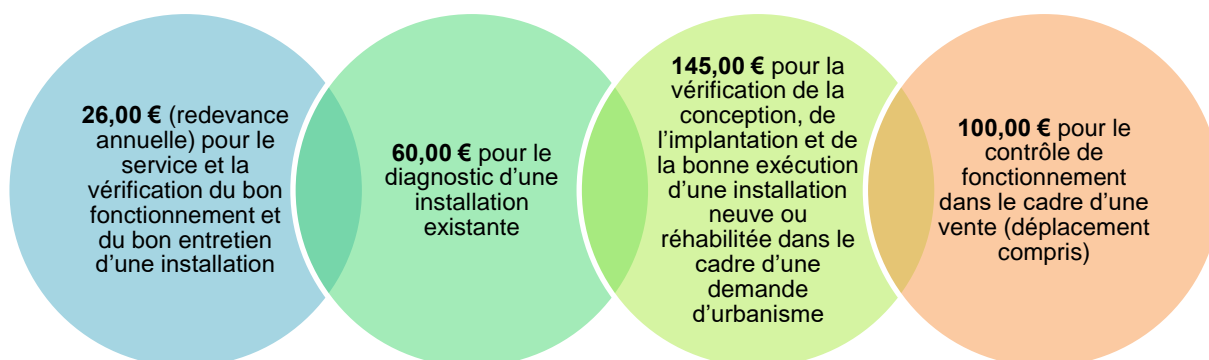 26,00 € (redevance
annuelle) pour le
service et la
vérification du bon
fonctionnement et
du bon entretien
d’une installation
60,00 € pour le
diagnostic d’une
installation
existante
145,00 € pour la
vérification de la
conception, de
l’implantation et de
la bonne exécution
d’une installation
neuve ou
réhabilitée dans le
cadre d’une
demande
d’urbanisme
100,00 € pour le
contrôle de
fonctionnement
dans le cadre d’une
vente (déplacement
compris)